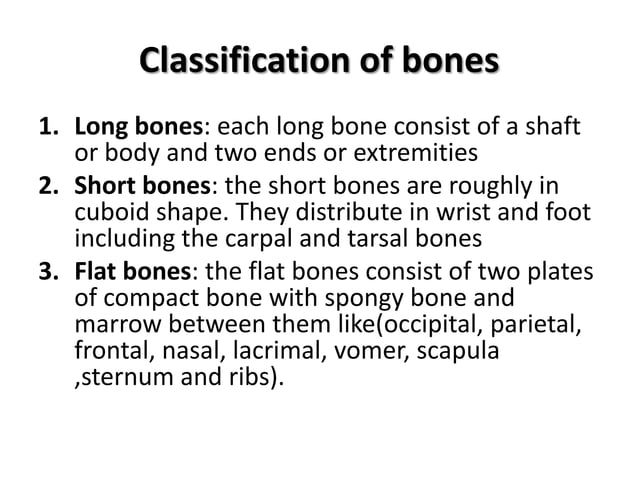 Classification of bones
1. Long bones: each long bone consist of a shaft
or body and two ends or extremities
2. Short bones: the short bones are roughly in
cuboid shape. They distribute in wrist and foot
including the carpal and tarsal bones
3. Flat bones: the flat bones consist of two plates
of compact bone with spongy bone and
marrow between them like(occipital, parietal,
frontal, nasal, lacrimal, vomer, scapula
,sternum and ribs).